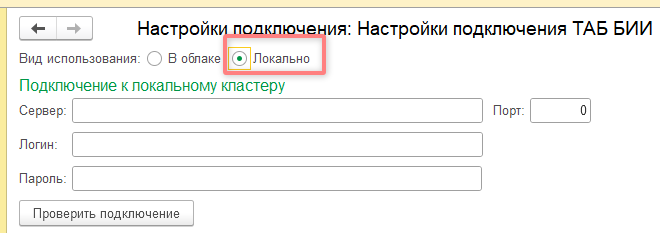 Настройки подключения: Настройки подключения ТАБ БИИ
Вид использования: В облаке Локально
Подключение к локальному кластеру
Сервер: Порт: 0
Логин:
Пароль:
Проверить подключение